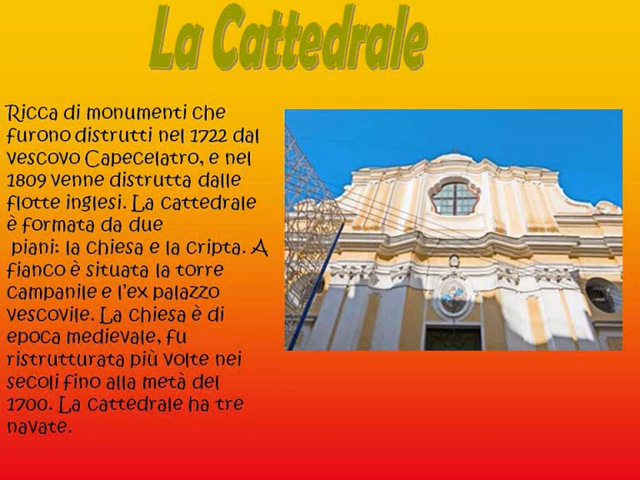 La Cattedrale
Ricca di monumenti che
furono distrutti nel 1722 dal
vescovo Capecelatro, e nel
1809 venne distrutta dalle
flotte inglesi. La cattedrale
è formata da due
piani: la chiesa e la cripta. A
fianco è situata la torre
campanile e l'ex palazzo
vescovile. La chiesa è di
epoca medievale, fu
ristrutturata più volte nei
secoli fino alla metà del
1700. La cattedrale ha tre
navate.